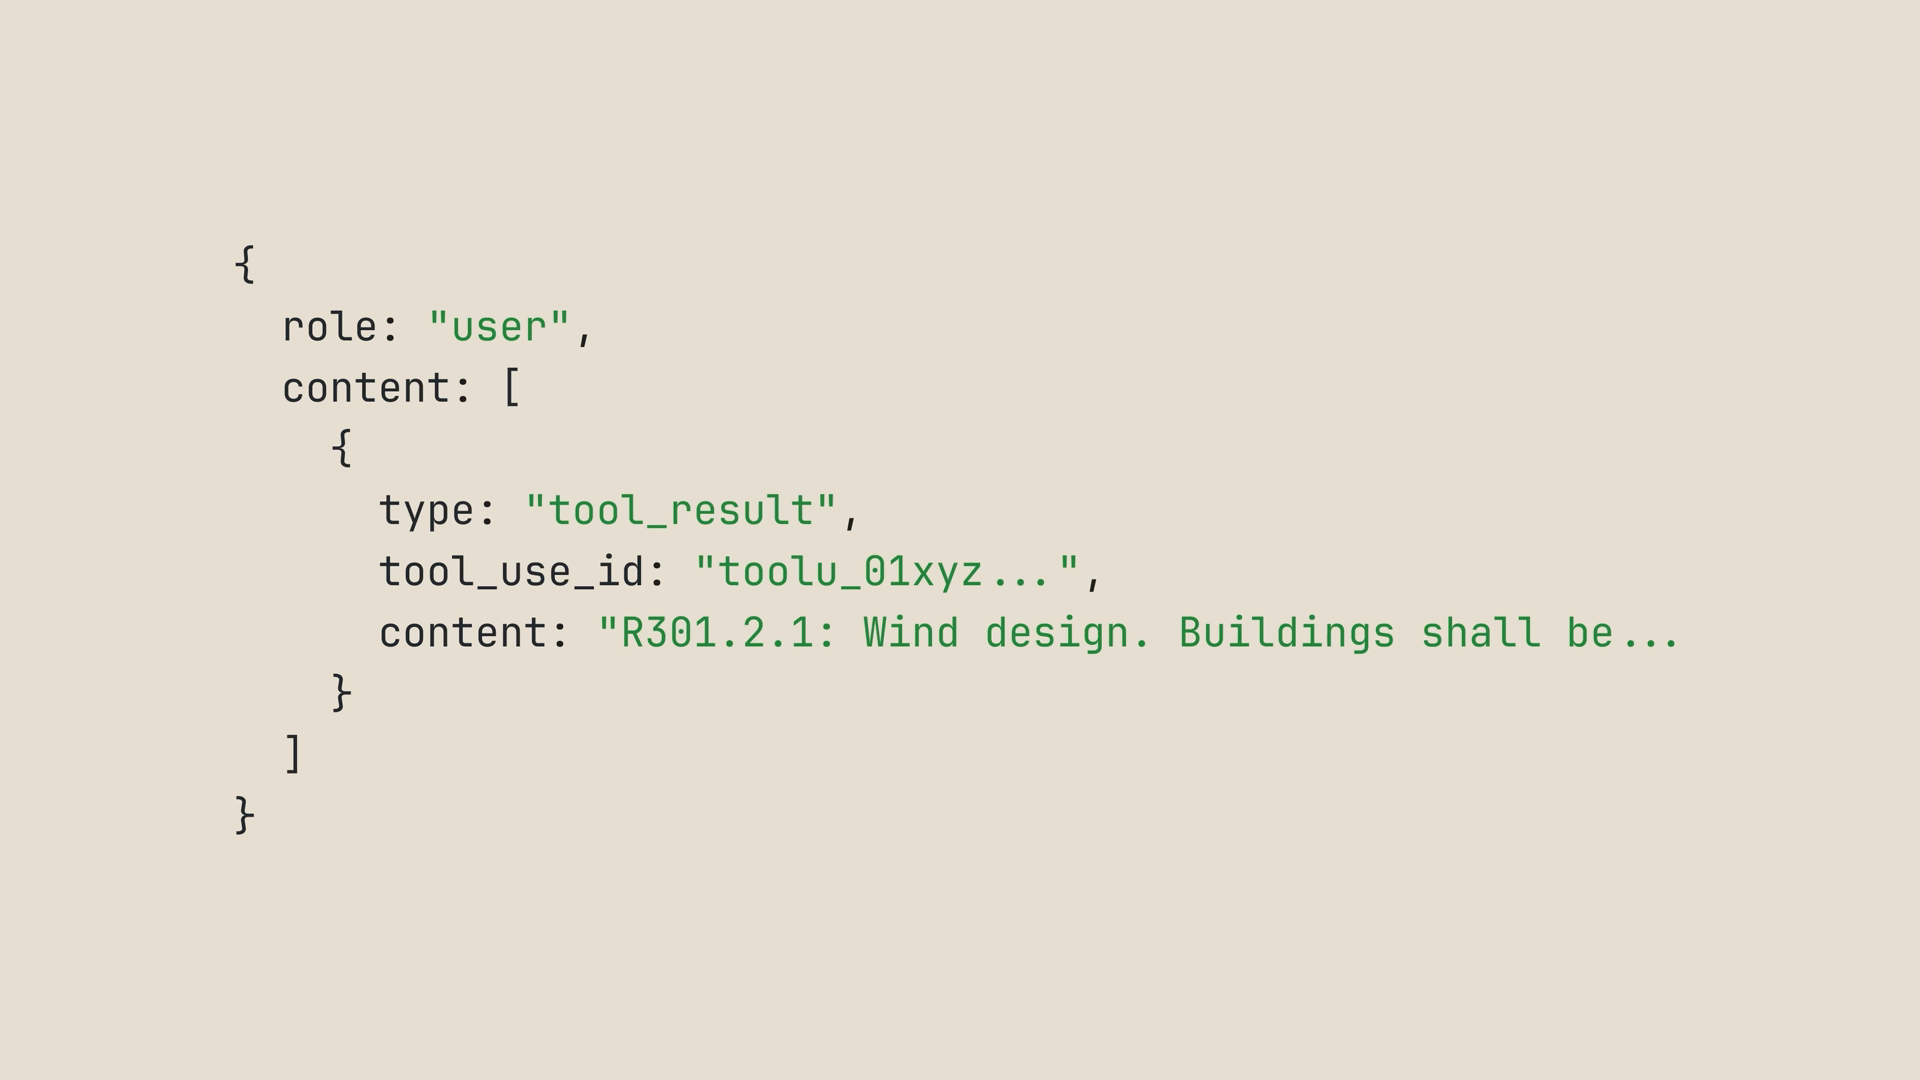 {
  role: "user",
  content: [
    {
      type: "tool_result",
      tool_use_id: "toolu_01xyz...",
      content: "R301.2.1: Wind design. Buildings shall be...
    }
  ]
}